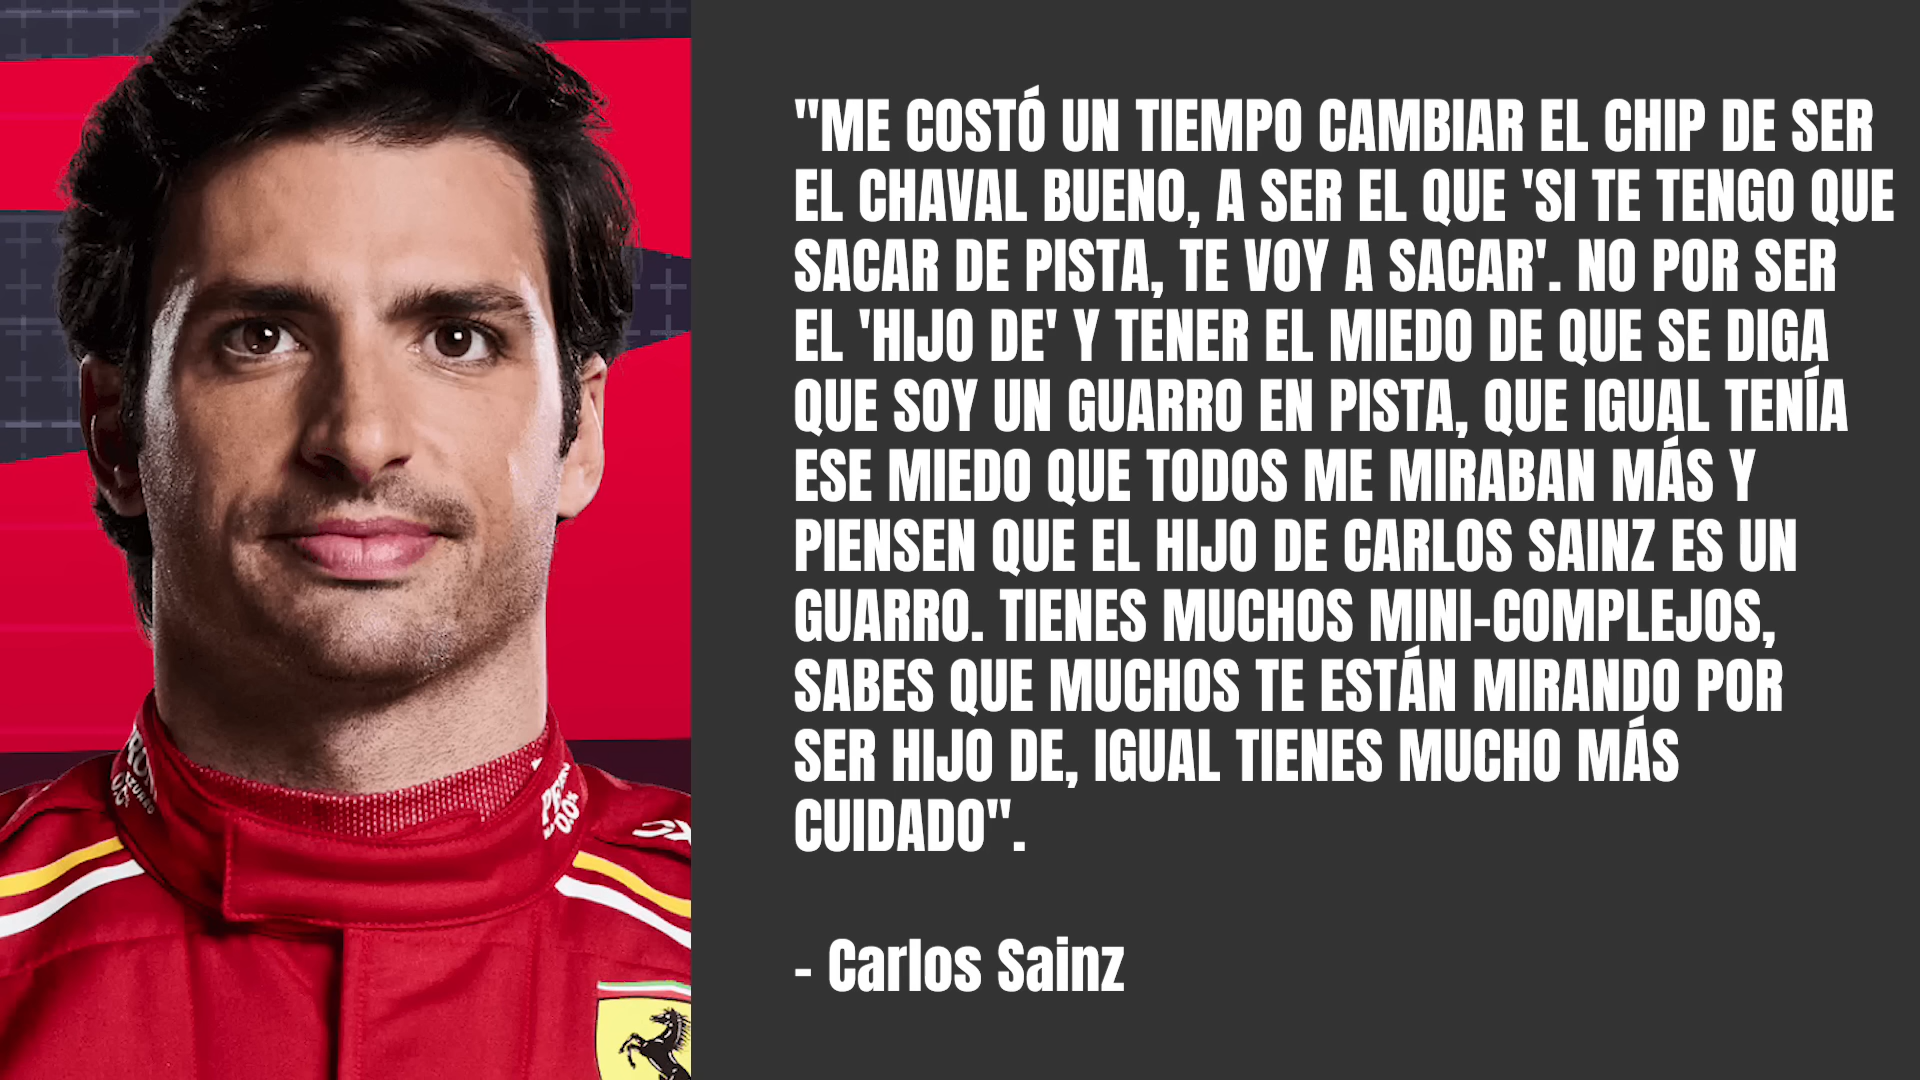 "ME COSTÓ UN TIEMPO CAMBIAR EL CHIP DE SER
EL CHAVAL BUENO, A SER EL QUE 'SI TE TENGO QUE
SACAR DE PISTA, TE VOY A SACAR'. NO POR SER
EL 'HIJO DE' Y TENER EL MIEDO DE QUE SE DIGA
QUE SOY UN GUARRO EN PISTA, QUE IGUAL TENÍA
ESE MIEDO QUE TODOS ME MIRABAN MÁS Y
PIENSEN QUE EL HIJO DE CARLOS SAINZ ES UN
GUARRO. TIENES MUCHOS MINI-COMPLEJOS,
SABES QUE MUCHOS TE ESTÁN MIRANDO POR
SER HIJO DE, IGUAL TIENES MUCHO MÁS
CUIDADO".
- Carlos Sainz